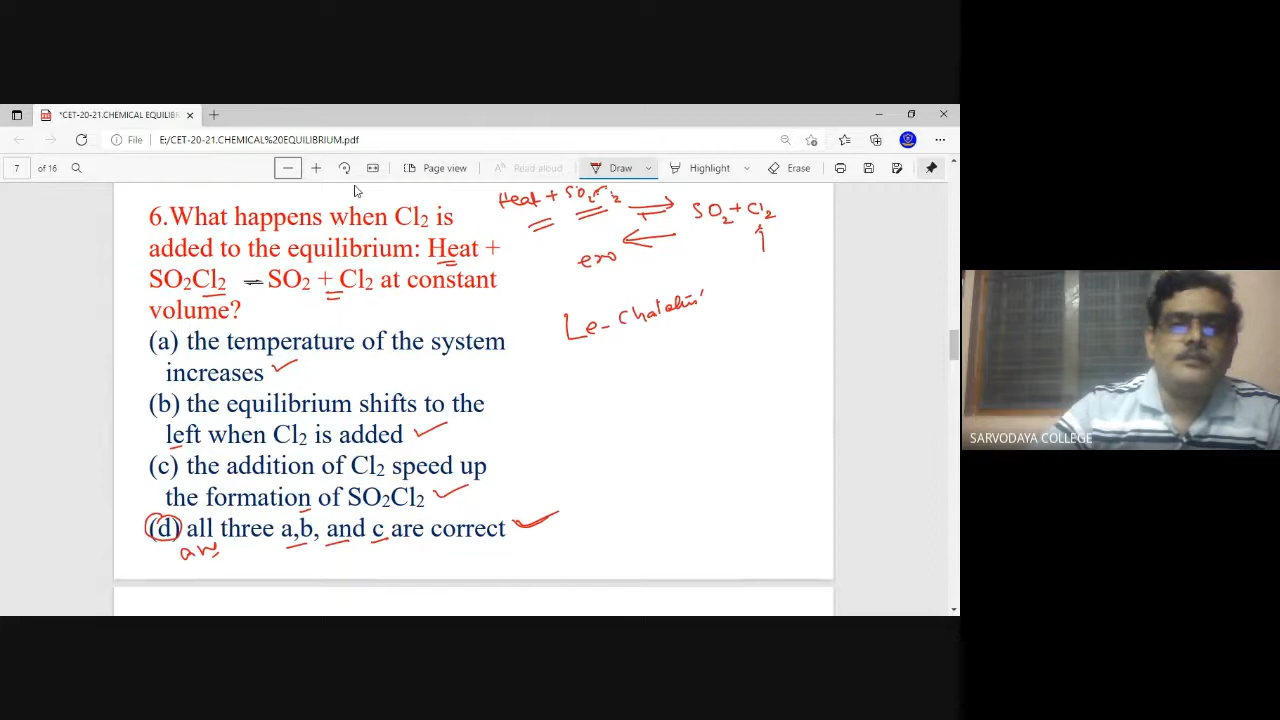 *CET-20-21.CHEMICAL EQUILIB
File E:/CET-20-21.CHEMICAL%20EQUILIBRIUM.pdf
7 of 16 Page view Read aloud Draw Highlight Erase
Heat + SO2Cl2 ⇌ SO2 + Cl2
exo
Le-Chatelius'
6.What happens when Cl2 is
added to the equilibrium: Heat +
SO2Cl2 ⇌ SO2 + Cl2 at constant
volume?
(a) the temperature of the system
increases
(b) the equilibrium shifts to the
left when Cl2 is added
(c) the addition of Cl2 speed up
the formation of SO2Cl2
(d) all three a,b, and c are correct
ans
SARVODAYA COLLEGE